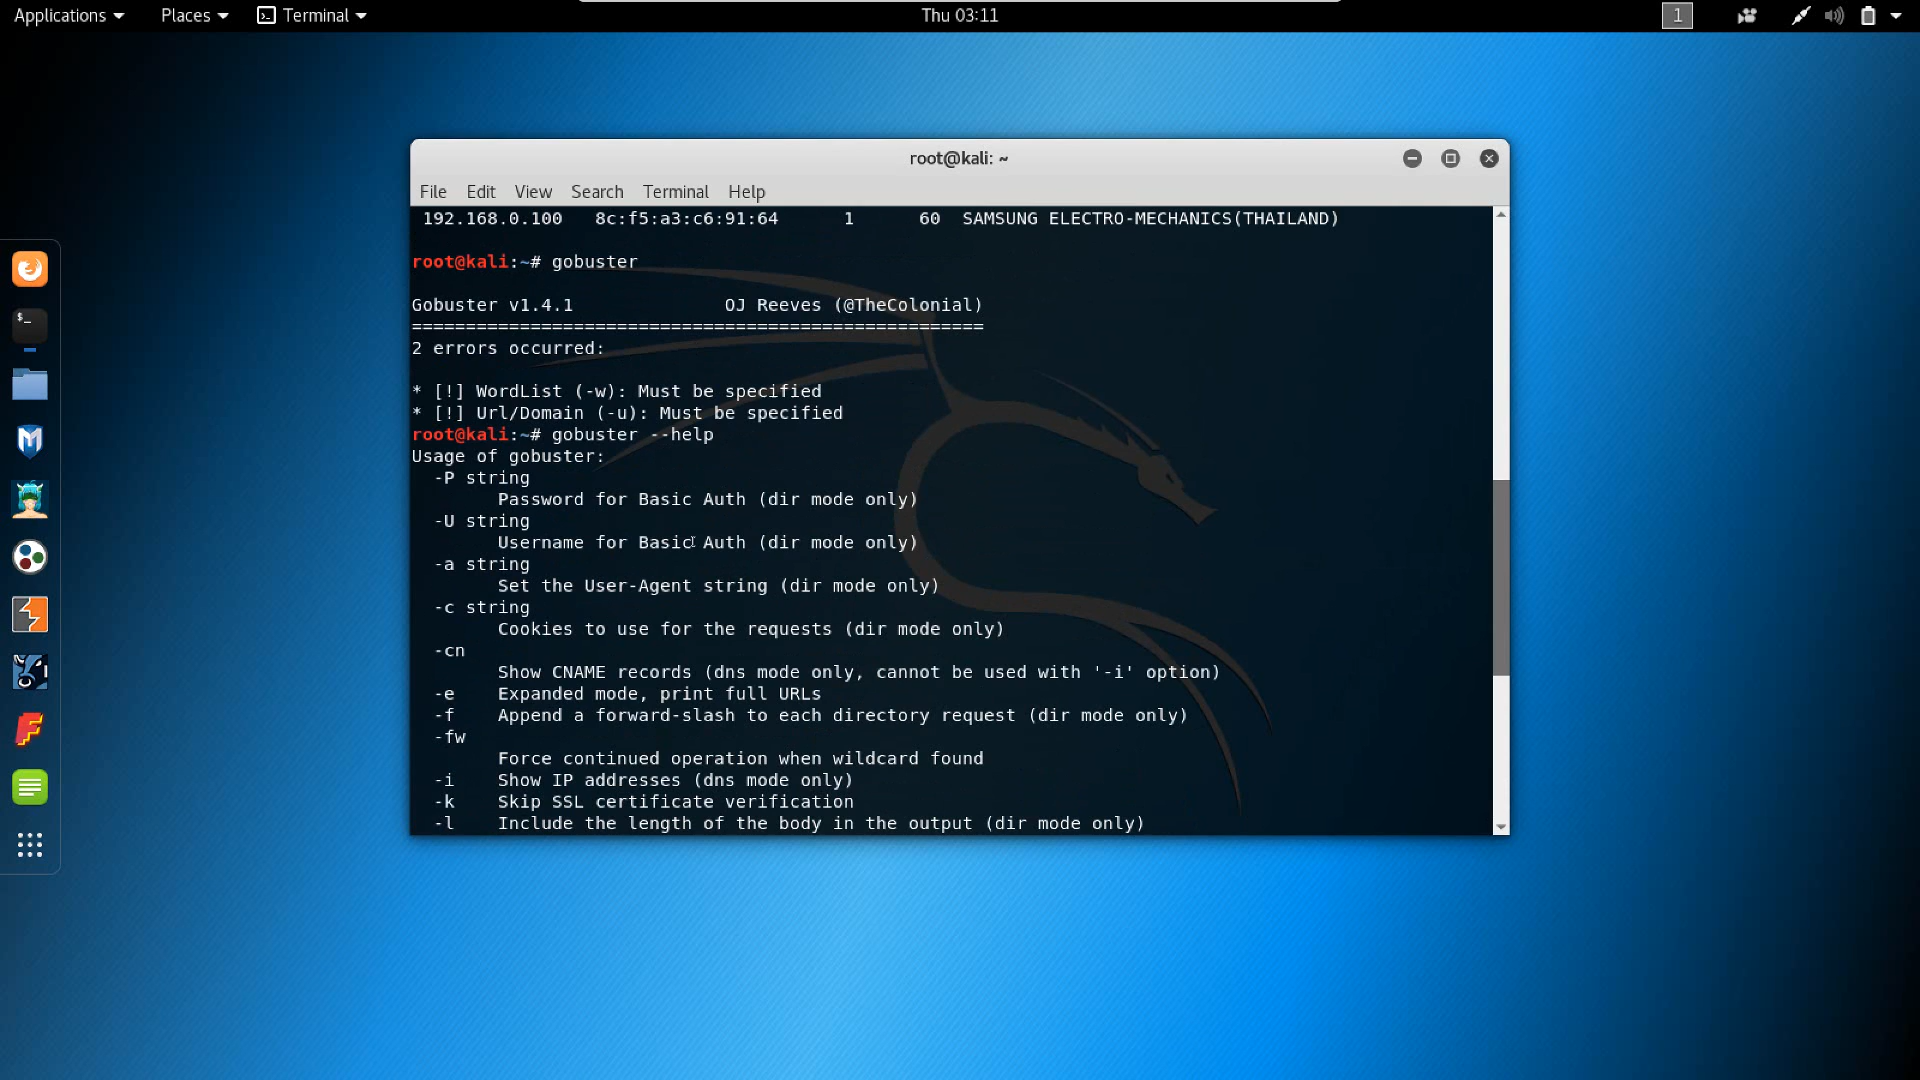 Applications Places Terminal Thu 03:11 1
root@kali: ~
File Edit View Search Terminal Help
192.168.0.100 8c:f5:a3:c6:91:64 1 60 SAMSUNG ELECTRO-MECHANICS(THAILAND)
root@kali:~# gobuster
Gobuster v1.4.1 OJ Reeves (@TheColonial)
=====================================================
2 errors occurred:
* [!] WordList (-w): Must be specified
* [!] Url/Domain (-u): Must be specified
root@kali:~# gobuster --help
Usage of gobuster:
-P string
Password for Basic Auth (dir mode only)
-U string
Username for Basic Auth (dir mode only)
-a string
Set the User-Agent string (dir mode only)
-c string
Cookies to use for the requests (dir mode only)
-cn
Show CNAME records (dns mode only, cannot be used with '-i' option)
-e Expanded mode, print full URLs
-f Append a forward-slash to each directory request (dir mode only)
-fw
Force continued operation when wildcard found
-i Show IP addresses (dns mode only)
-k Skip SSL certificate verification
-l Include the length of the body in the output (dir mode only)